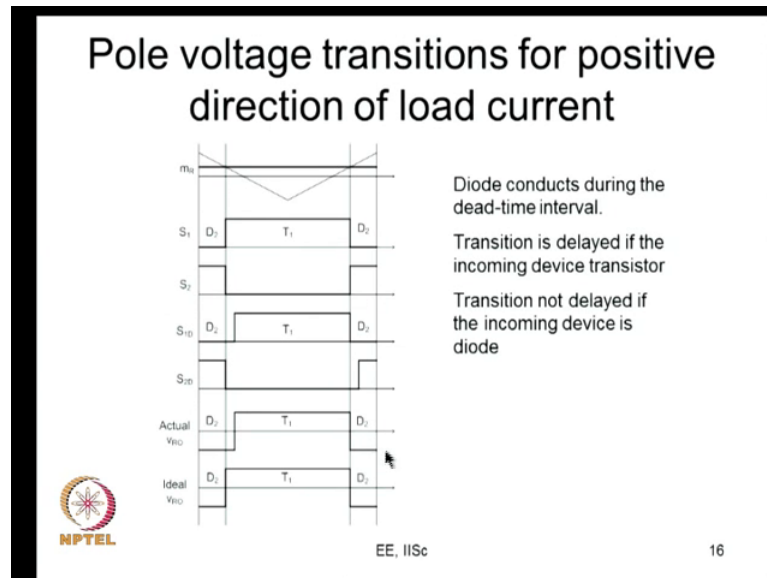 Pole voltage transitions for positive
direction of load current
mR
S₁ D₂ T₁ D₂
S₂
S₁D D₂ T₁ D₂
S₂D
Actual D₂ T₁ D₂
vRO
Ideal D₂ T₁ D₂
vRO
Diode conducts during the
dead-time interval.
Transition is delayed if the
incoming device transistor
Transition not delayed if
the incoming device is
diode
NPTEL
EE, IISc
16